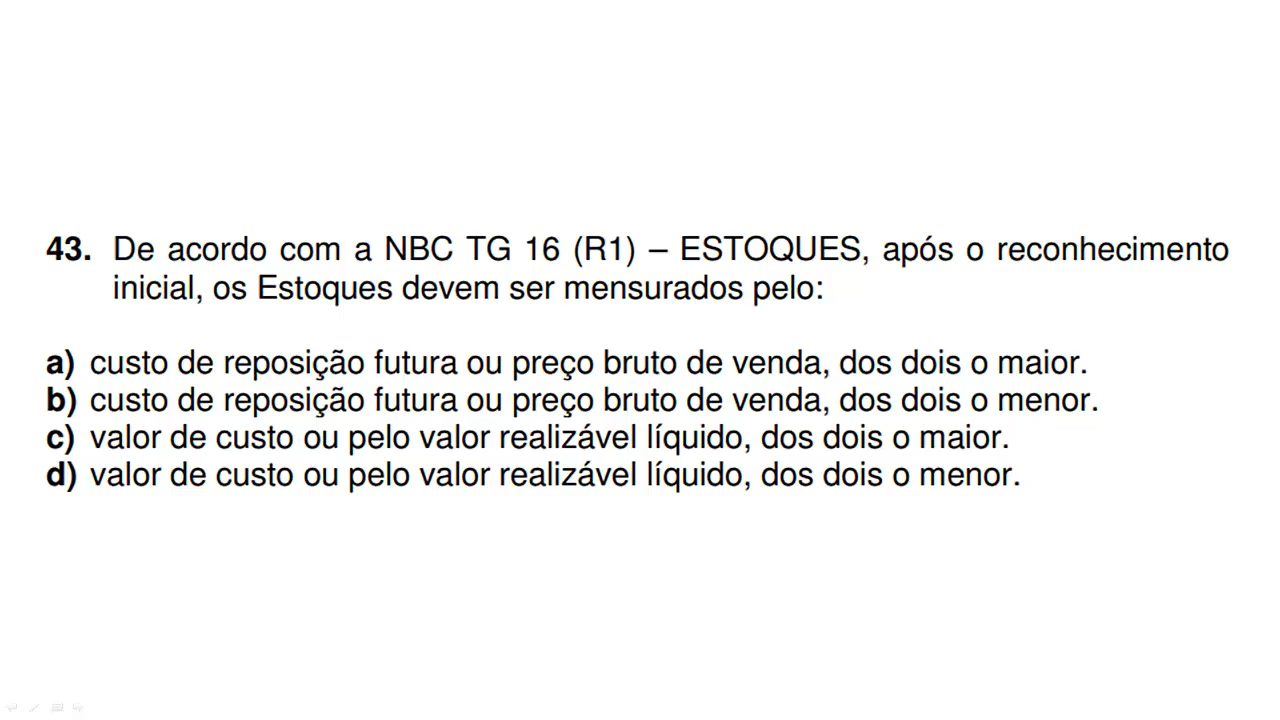 43. De acordo com a NBC TG 16 (R1) – ESTOQUES, após o reconhecimento
inicial, os Estoques devem ser mensurados pelo:
a) custo de reposição futura ou preço bruto de venda, dos dois o maior.
b) custo de reposição futura ou preço bruto de venda, dos dois o menor.
c) valor de custo ou pelo valor realizável líquido, dos dois o maior.
d) valor de custo ou pelo valor realizável líquido, dos dois o menor.